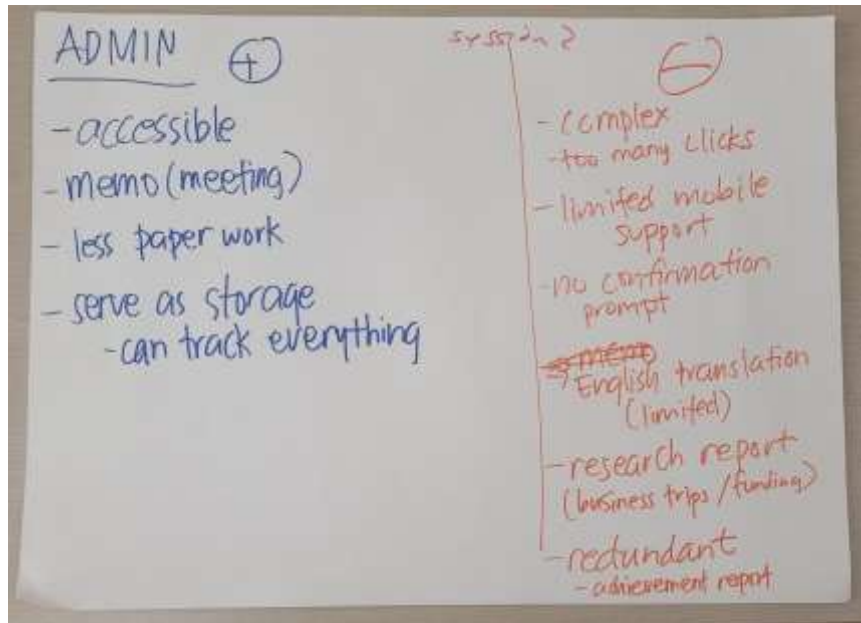 ADMIN +
- accessible
- memo (meeting)
- less paper work
- serve as storage
- can track everything
-
- complex
- too many clicks
- limited mobile
support
- no confirmation
prompt
English translation
(limited)
- research report
(business trips / funding)
- redundant
- achievement report